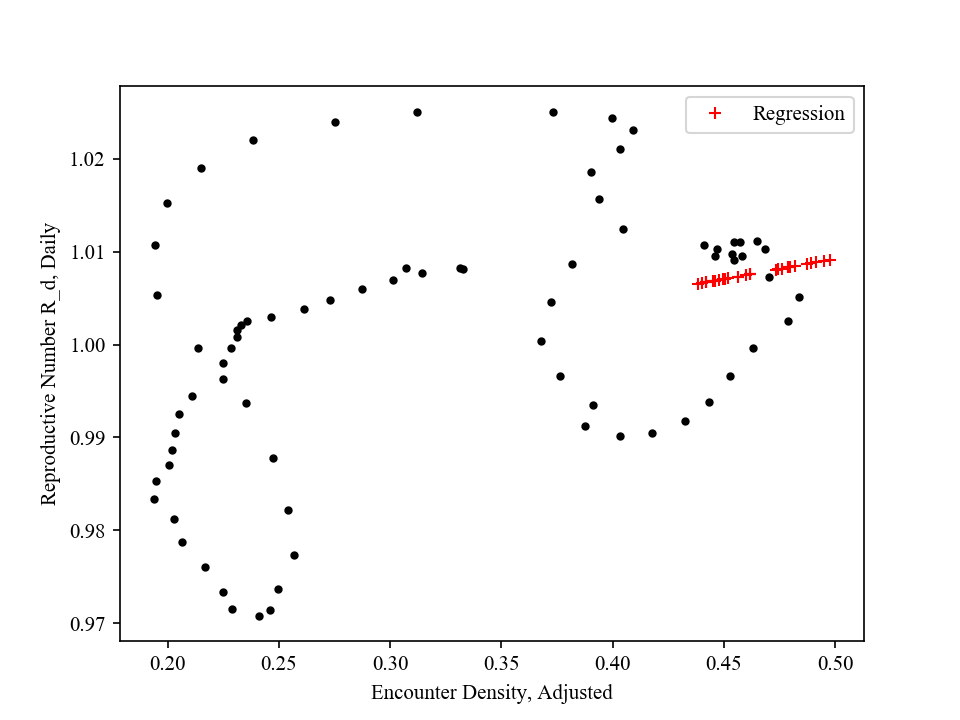 Regression
1.02
1.01
1.00
0.99
0.98
0.97
Reproductive Number R_d, Daily
0.20 0.25 0.30 0.35 0.40 0.45 0.50
Encounter Density, Adjusted